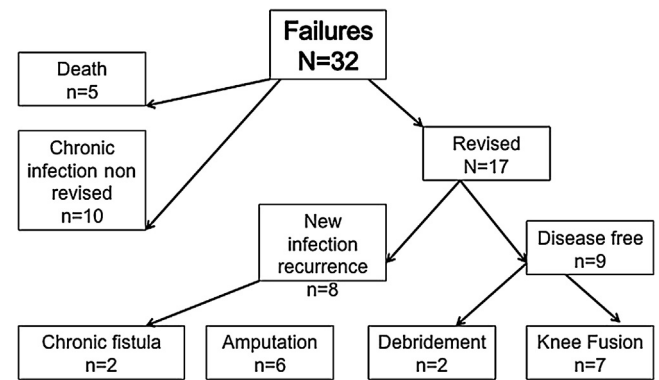 Failures
N=32
Death
n=5
Chronic
infection non
revised
n=10
Revised
N=17
New
infection
recurrence
n=8
Disease free
n=9
Chronic fistula
n=2
Amputation
n=6
Debridement
n=2
Knee Fusion
n=7